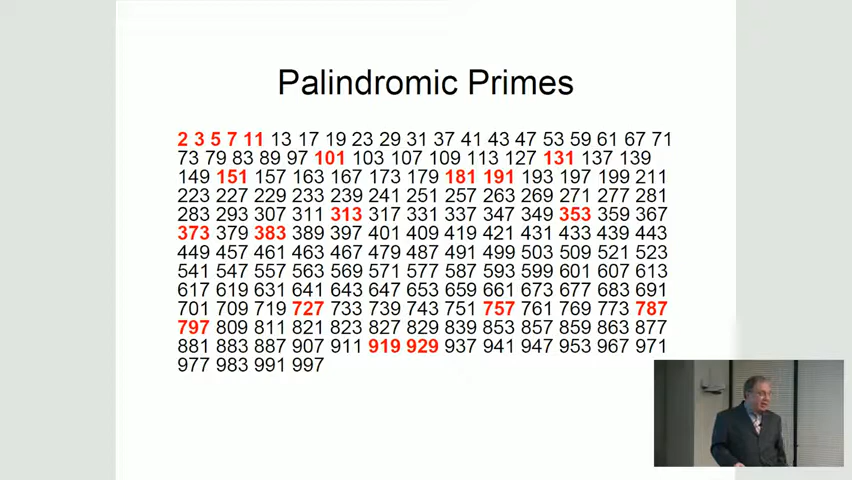 Palindromic Primes
2 3 5 7 11 13 17 19 23 29 31 37 41 43 47 53 59 61 67 71
73 79 83 89 97 101 103 107 109 113 127 131 137 139
149 151 157 163 167 173 179 181 191 193 197 199 211
223 227 229 233 239 241 251 257 263 269 271 277 281
283 293 307 311 313 317 331 337 347 349 353 359 367
373 379 383 389 397 401 409 419 421 431 433 439 443
449 457 461 463 467 479 487 491 499 503 509 521 523
541 547 557 563 569 571 577 587 593 599 601 607 613
617 619 631 641 643 647 653 659 661 673 677 683 691
701 709 719 727 733 739 743 751 757 761 769 773 787
797 809 811 821 823 827 829 839 853 857 859 863 877
881 883 887 907 911 919 929 937 941 947 953 967 971
977 983 991 997